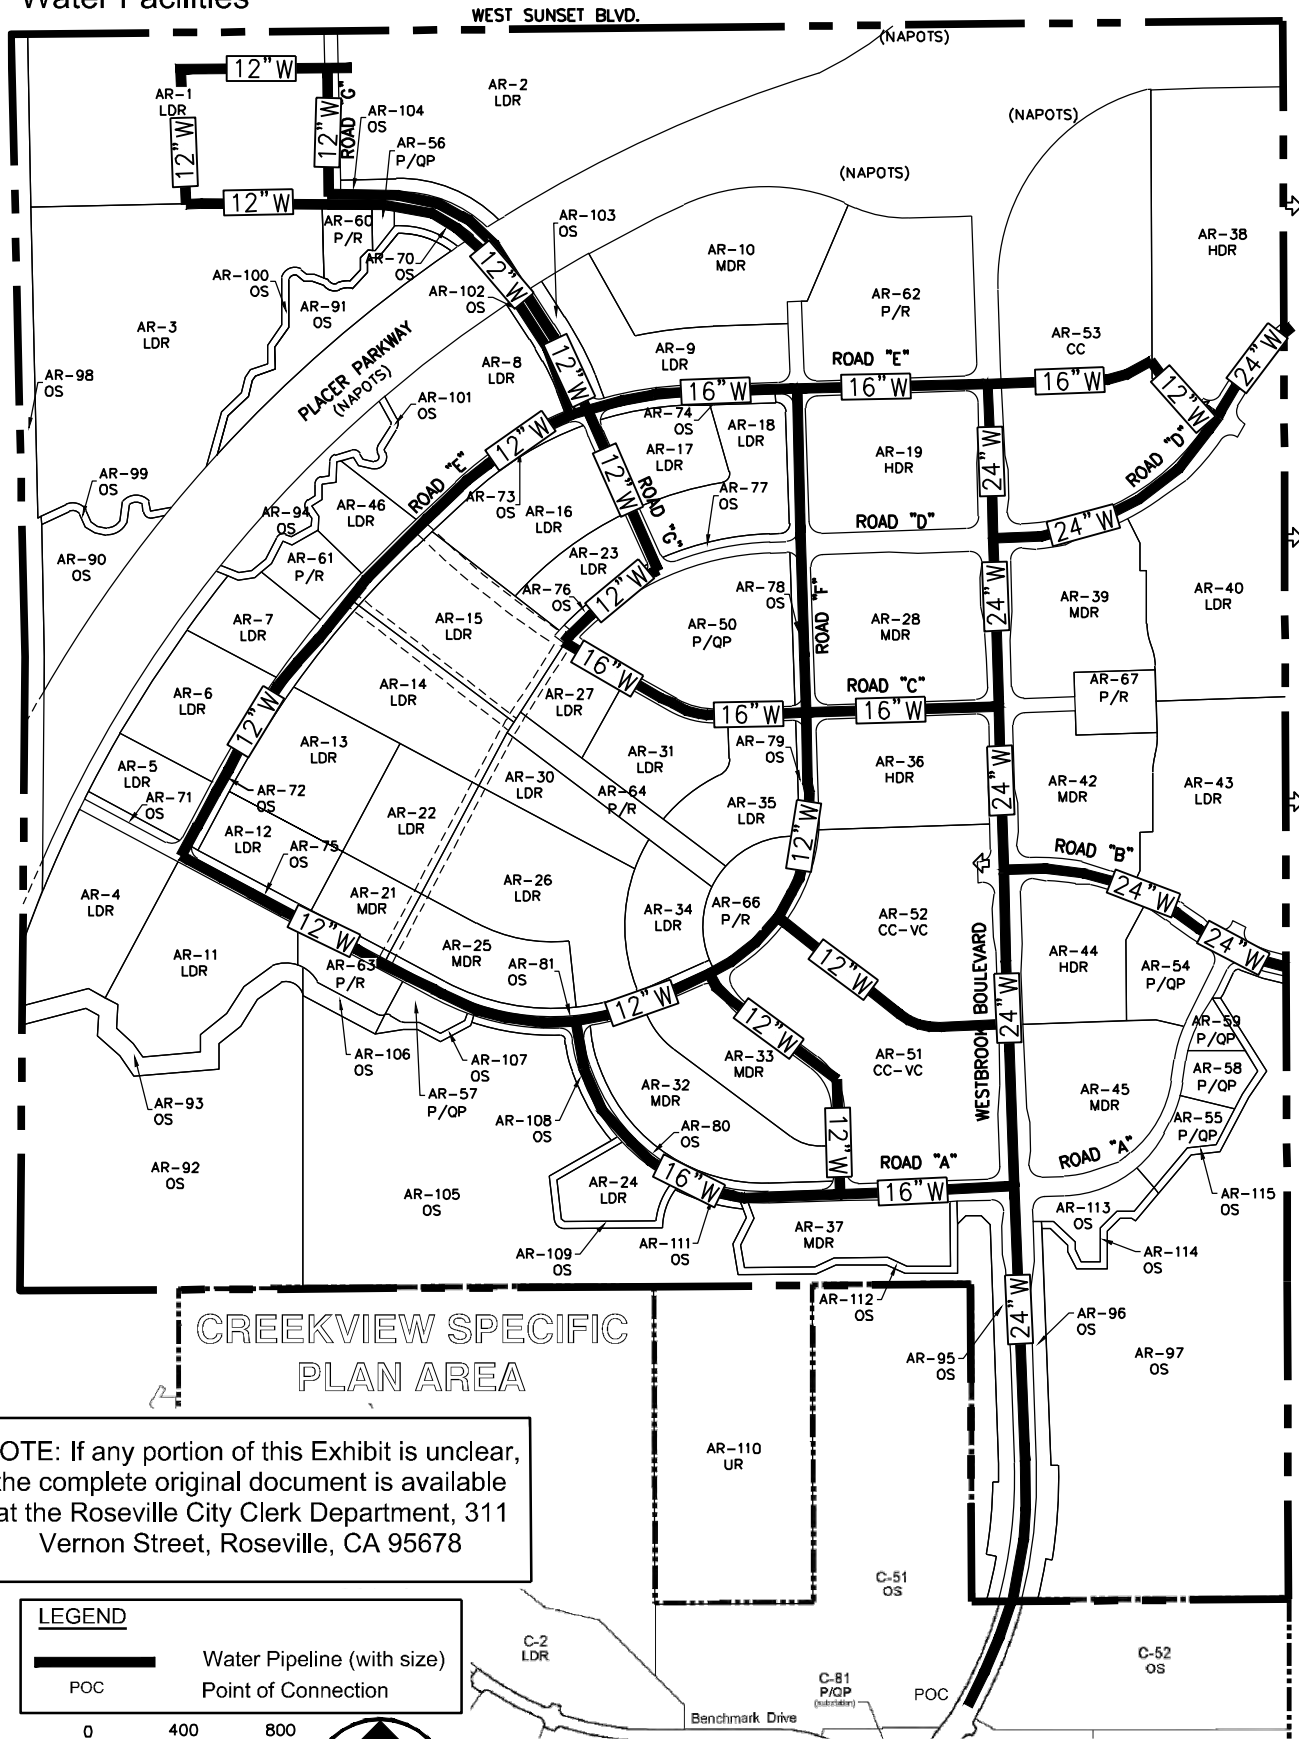 Water Facilities
WEST SUNSET BLVD.
(NAPOTS)
12"W
AR-1
LDR
AR-2
LDR
12"W
12"W
ROAD "G"
AR-104
OS
AR-56
P/QP
(NAPOTS)
(NAPOTS)
12"W
AR-60
P/R
AR-103
OS
AR-70
OS
AR-10
MDR
AR-38
HDR
AR-100
OS
12"W
AR-102
OS
AR-62
P/R
AR-91
OS
AR-3
LDR
PLACER PARKWAY
(NAPOTS)
AR-53
CC
24"W
AR-8
LDR
12"W
AR-9
LDR
ROAD "E"
AR-98
OS
AR-101
OS
16"W
16"W
16"W
12"W
AR-74
OS
AR-18
LDR
12"W
AR-17
LDR
AR-19
HDR
24"W
ROAD "D"
ROAD "E"
12"W
AR-99
OS
AR-73
OS
AR-46
LDR
AR-16
LDR
ROAD "G"
AR-77
OS
AR-94
OS
ROAD "D"
24"W
AR-90
OS
AR-61
P/R
AR-23
LDR
AR-76
OS
12"W
AR-78
OS
24"W
AR-39
MDR
AR-40
LDR
AR-7
LDR
AR-15
LDR
AR-50
P/QP
ROAD "F"
AR-28
MDR
16"W
AR-6
LDR
AR-14
LDR
AR-27
LDR
ROAD "C"
AR-67
P/R
12"W
16"W
16"W
AR-13
LDR
AR-31
LDR
AR-79
OS
AR-36
HDR
AR-5
LDR
AR-71
OS
AR-72
OS
AR-30
LDR
AR-64
P/R
24"W
AR-42
MDR
AR-43
LDR
AR-22
LDR
AR-35
LDR
12"W
AR-12
LDR
AR-75
OS
ROAD "B"
AR-4
LDR
AR-21
MDR
AR-26
LDR
AR-66
P/R
24"W
AR-34
LDR
AR-52
CC-VC
12"W
AR-25
MDR
24"W
AR-11
LDR
AR-63
P/R
AR-81
OS
12"W
WESTBROOK BOULEVARD
AR-44
HDR
AR-54
P/QP
12"W
24"W
12"W
AR-59
P/QP
AR-106
OS
AR-107
OS
AR-33
MDR
AR-51
CC-VC
AR-58
P/QP
AR-57
P/QP
AR-32
MDR
AR-45
MDR
AR-93
OS
AR-108
OS
AR-80
OS
12"W
AR-55
P/QP
AR-92
OS
AR-105
OS
AR-24
LDR
16"W
ROAD "A"
16"W
ROAD "A"
AR-115
OS
AR-113
OS
AR-109
OS
AR-111
OS
AR-37
MDR
AR-114
OS
AR-112
OS
24"W
AR-96
OS
CREEKVIEW SPECIFIC
PLAN AREA
AR-95
OS
AR-97
OS
AR-110
UR
OTE: If any portion of this Exhibit is unclear,
the complete original document is available
at the Roseville City Clerk Department, 311
Vernon Street, Roseville, CA 95678
C-51
OS
LEGEND
Water Pipeline (with size)
POC
Point of Connection
C-2
LDR
C-52
OS
C-81
P/QP
(substation)
POC
Benchmark Drive
0 400 800